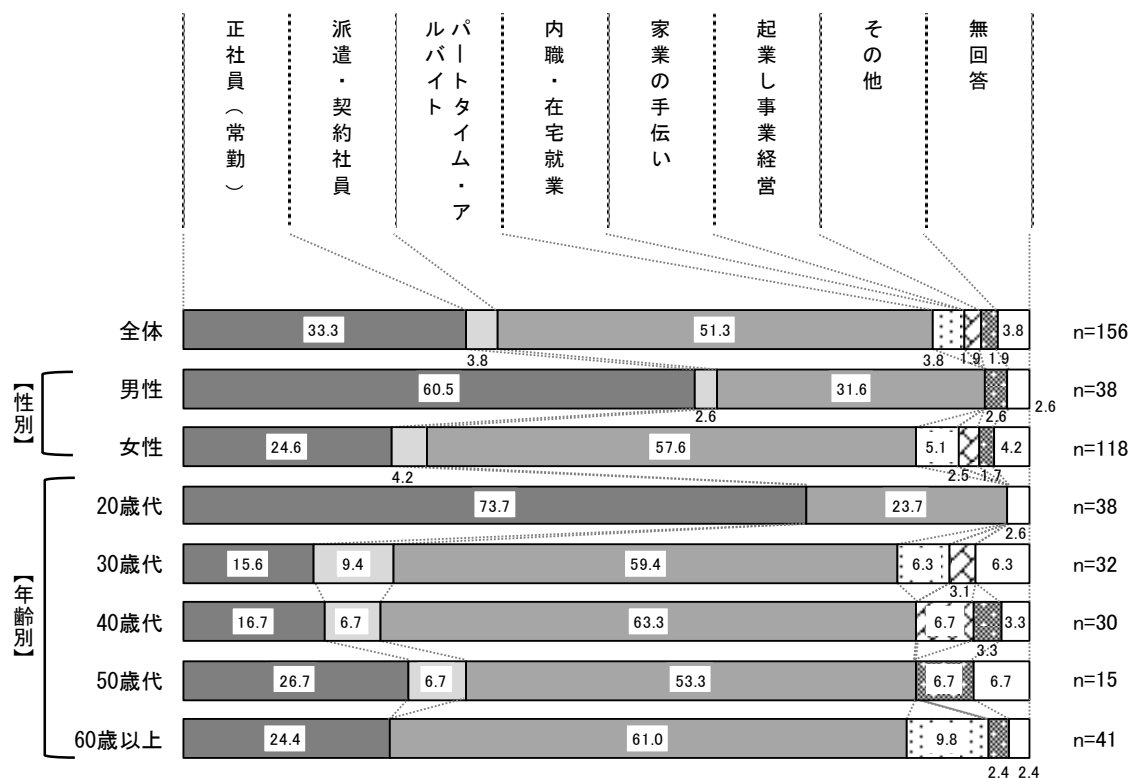 正社員（常勤）
派遣・契約社員
パートタイム・ア
ルバイト
内職・在宅就業
家業の手伝い
起業し事業経営
その他
無回答
全体 33.3 3.8 51.3 3.8 1.9 1.9 3.8 n=156
【性別】
男性 60.5 2.6 31.6 2.6 2.6 n=38
女性 24.6 4.2 57.6 5.1 2.5 1.7 4.2 n=118
【年齢別】
20歳代 73.7 23.7 2.6 n=38
30歳代 15.6 9.4 59.4 6.3 3.1 6.3 n=32
40歳代 16.7 6.7 63.3 6.7 3.3 3.3 n=30
50歳代 26.7 6.7 53.3 6.7 6.7 n=15
60歳以上 24.4 61.0 9.8 2.4 2.4 n=41